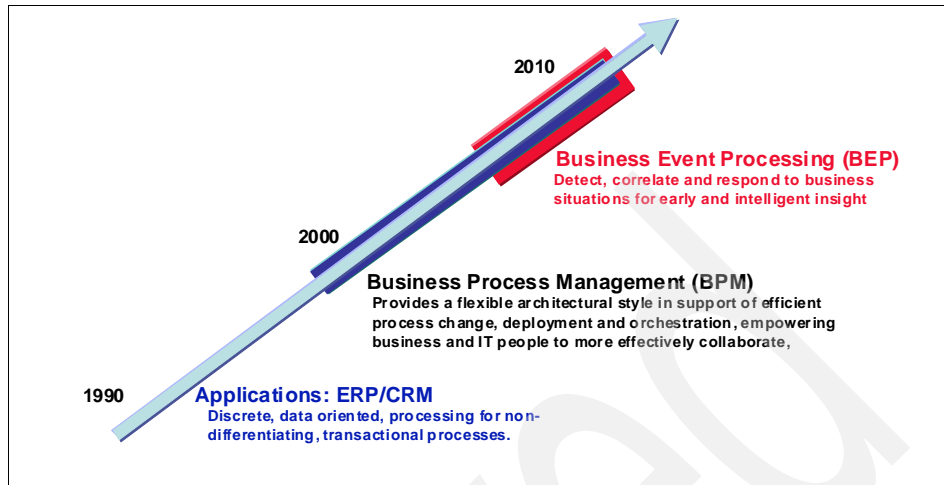 2010
Business Event Processing (BEP)
Detect, correlate and respond to business
situations for early and intelligent insight
2000
Business Process Management (BPM)
Provides a flexible architectural style in support of efficient
process change, deployment and orchestration, empowering
business and IT people to more effectively collaborate,
1990
Applications: ERP/CRM
Discrete, data oriented, processing for non-
differentiating, transactional processes.